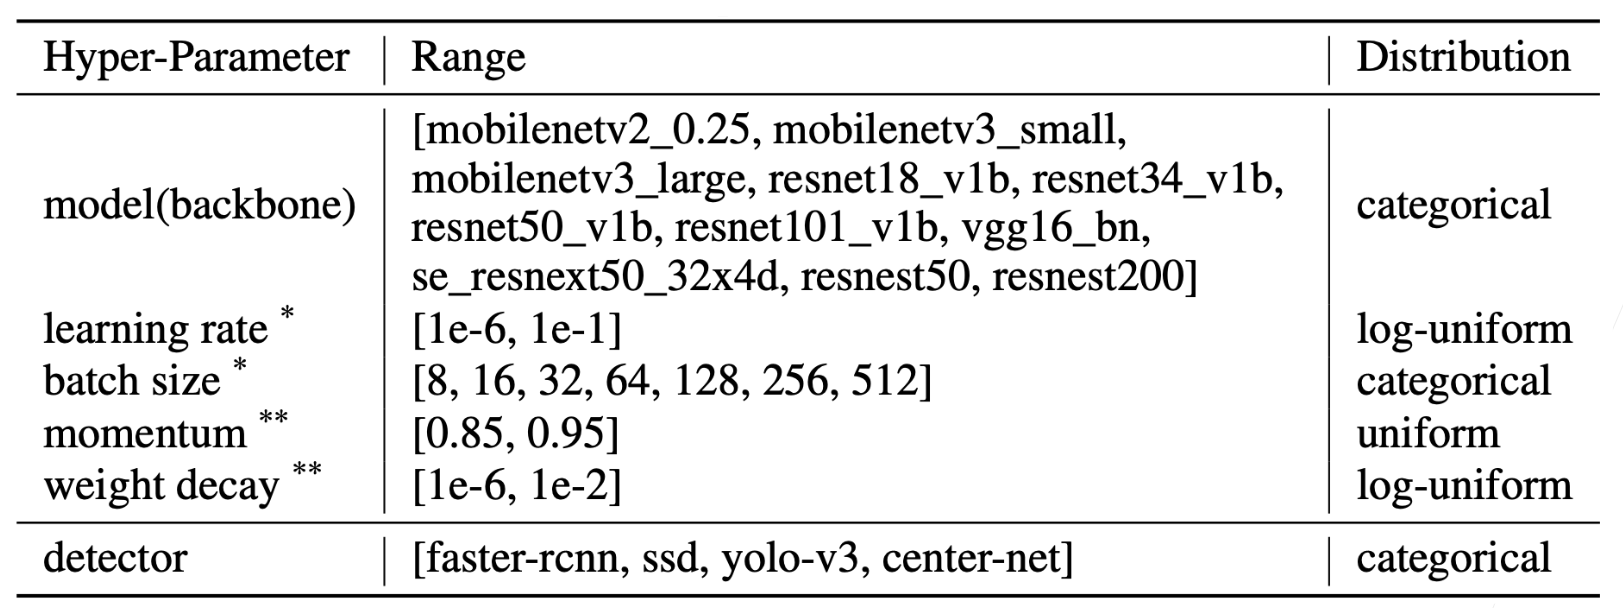 Hyper-Parameter Range Distribution
[mobilenetv2_0.25, mobilenetv3_small,
mobilenetv3_large, resnet18_v1b, resnet34_v1b,
model(backbone) categorical
resnet50_v1b, resnet101_v1b, vgg16_bn,
se_resnext50_32x4d, resnest50, resnest200]
learning rate * [1e-6, 1e-1] log-uniform
batch size * [8, 16, 32, 64, 128, 256, 512] categorical
momentum ** [0.85, 0.95] uniform
weight decay ** [1e-6, 1e-2] log-uniform
detector [faster-rcnn, ssd, yolo-v3, center-net] categorical